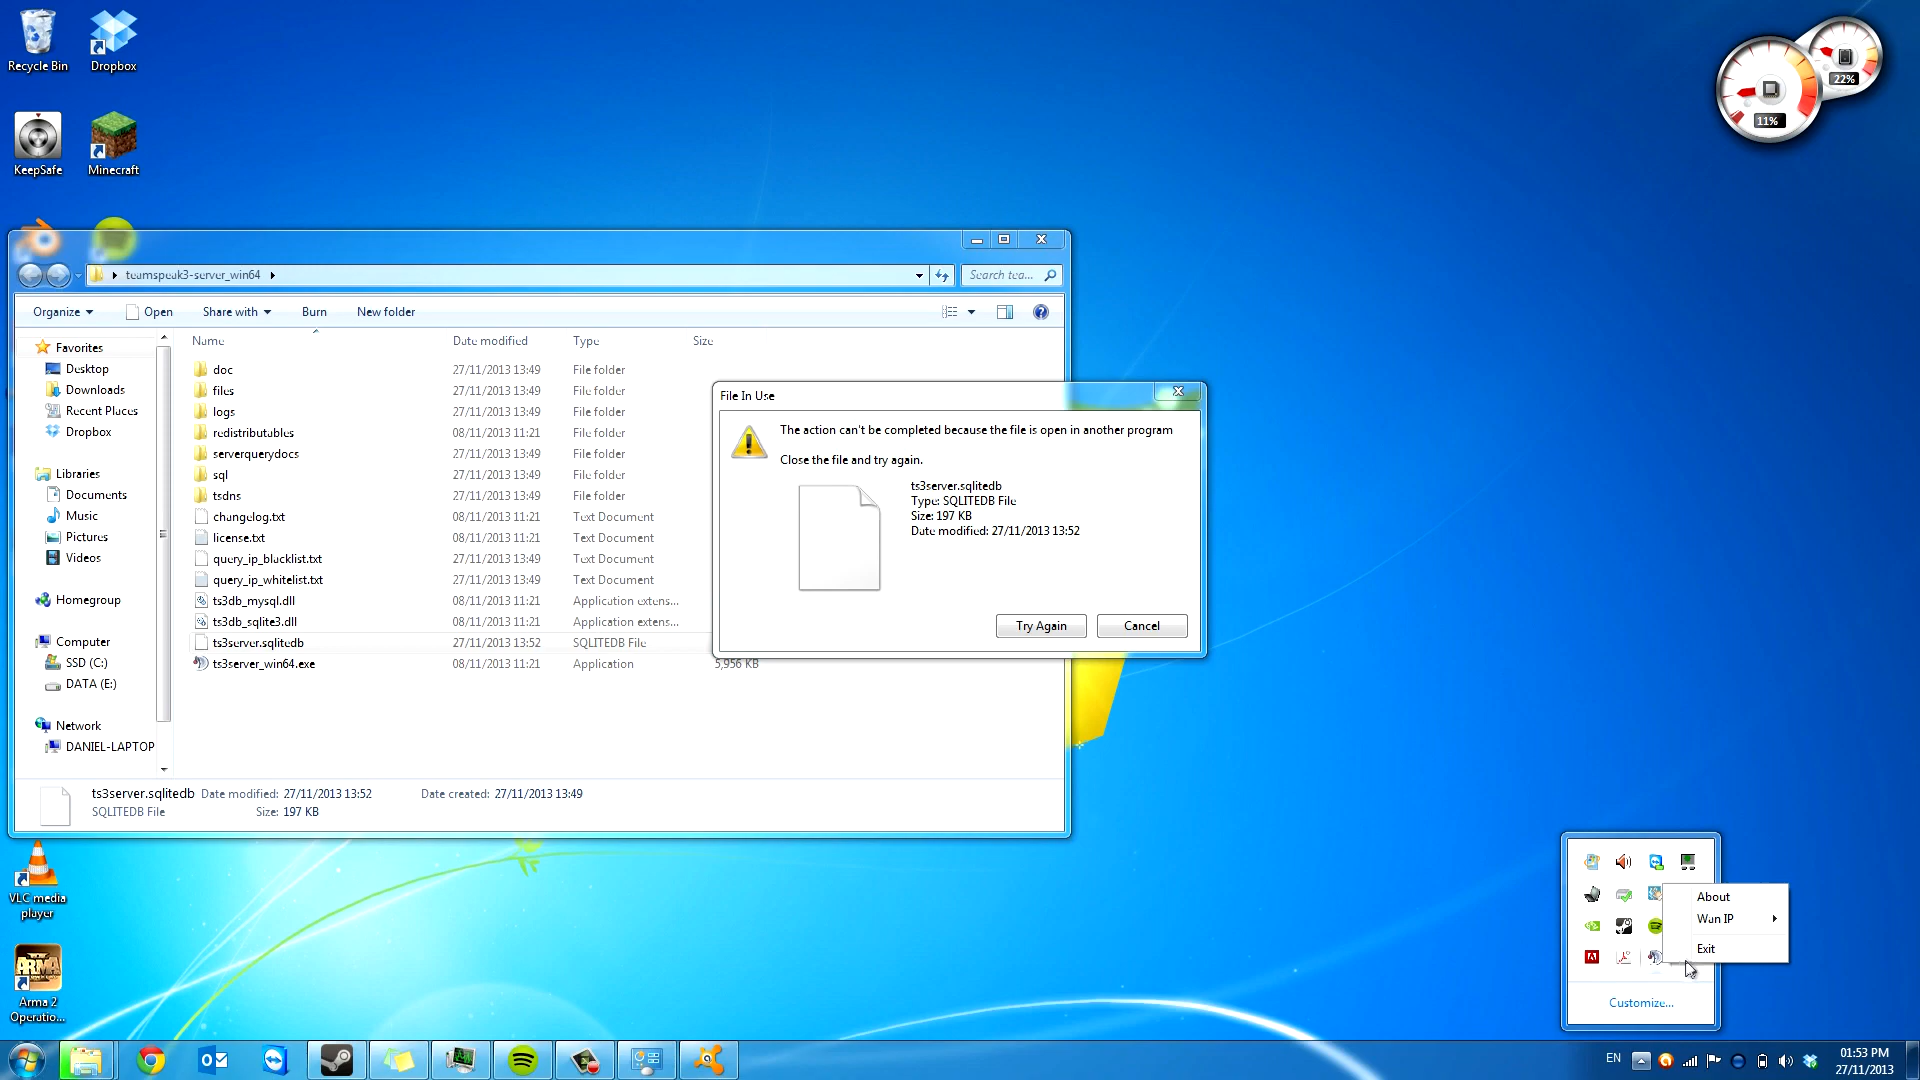 Recycle Bin
Dropbox
KeepSafe
Minecraft
22%
11%
teamspeak3-server_win64
Search tea...
Organize
Open
Share with
Burn
New folder
Name
Date modified
Type
Size
Favorites
Desktop
Downloads
Recent Places
Dropbox
Libraries
Documents
Music
Pictures
Videos
Homegroup
Computer
SSD (C:)
DATA (E:)
Network
DANIEL-LAPTOP
doc 27/11/2013 13:49 File folder
files 27/11/2013 13:49 File folder
logs 27/11/2013 13:49 File folder
redistributables 08/11/2013 11:21 File folder
serverquerydocs 27/11/2013 13:49 File folder
sql 27/11/2013 13:49 File folder
tsdns 27/11/2013 13:49 File folder
changelog.txt 08/11/2013 11:21 Text Document
license.txt 08/11/2013 11:21 Text Document
query_ip_blacklist.txt 27/11/2013 13:49 Text Document
query_ip_whitelist.txt 27/11/2013 13:49 Text Document
ts3db_mysql.dll 08/11/2013 11:21 Application extens...
ts3db_sqlite3.dll 08/11/2013 11:21 Application extens...
ts3server.sqlitedb 27/11/2013 13:52 SQLITEDB File
ts3server_win64.exe 08/11/2013 11:21 Application 5,956 KB
File In Use
The action can't be completed because the file is open in another program
Close the file and try again.
ts3server.sqlitedb
Type: SQLITEDB File
Size: 197 KB
Date modified: 27/11/2013 13:52
Try Again
Cancel
ts3server.sqlitedb Date modified: 27/11/2013 13:52 Date created: 27/11/2013 13:49
SQLITEDB File Size: 197 KB
VLC media
player
ARMA
Arma 2
Operatio...
About
Wan IP
Exit
Customize...
EN
01:53 PM
27/11/2013